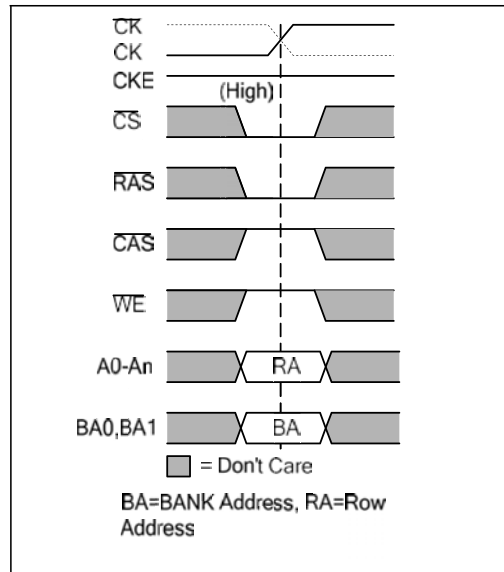 CK
CK
CKE
(High)
CS
RAS
CAS
WE
A0-An
RA
BA0,BA1
BA
= Don't Care
BA=BANK Address, RA=Row
Address